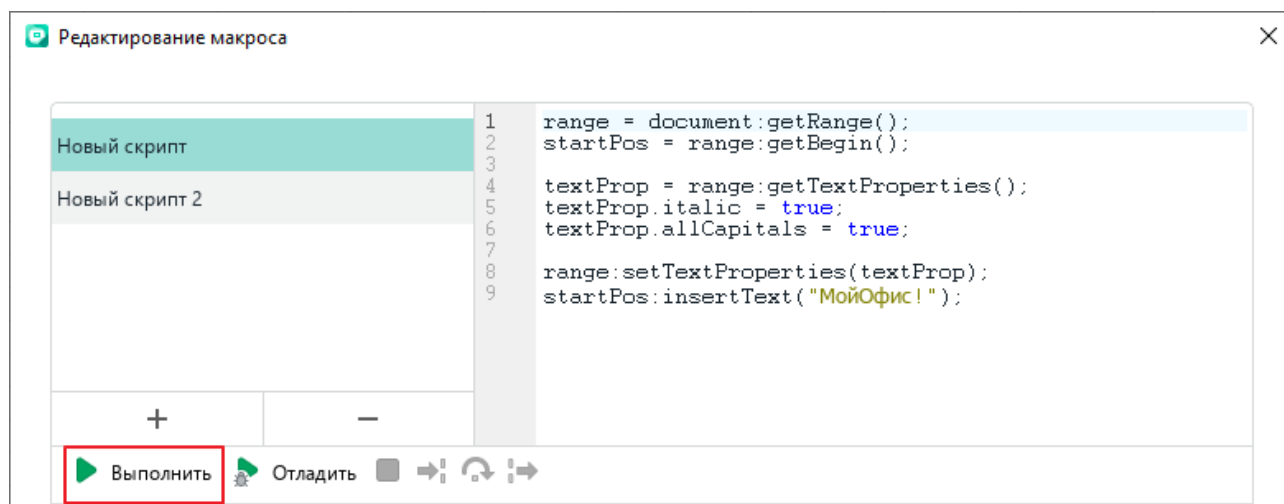 Редактирование макроса
Новый скрипт
Новый скрипт 2
1 range = document:getRange();
2 startPos = range:getBegin();
3
4 textProp = range:getTextProperties();
5 textProp.italic = true;
6 textProp.allCapitals = true;
7
8 range:setTextProperties(textProp);
9 startPos:insertText("МойОфис!");
+ −
Выполнить Отладить